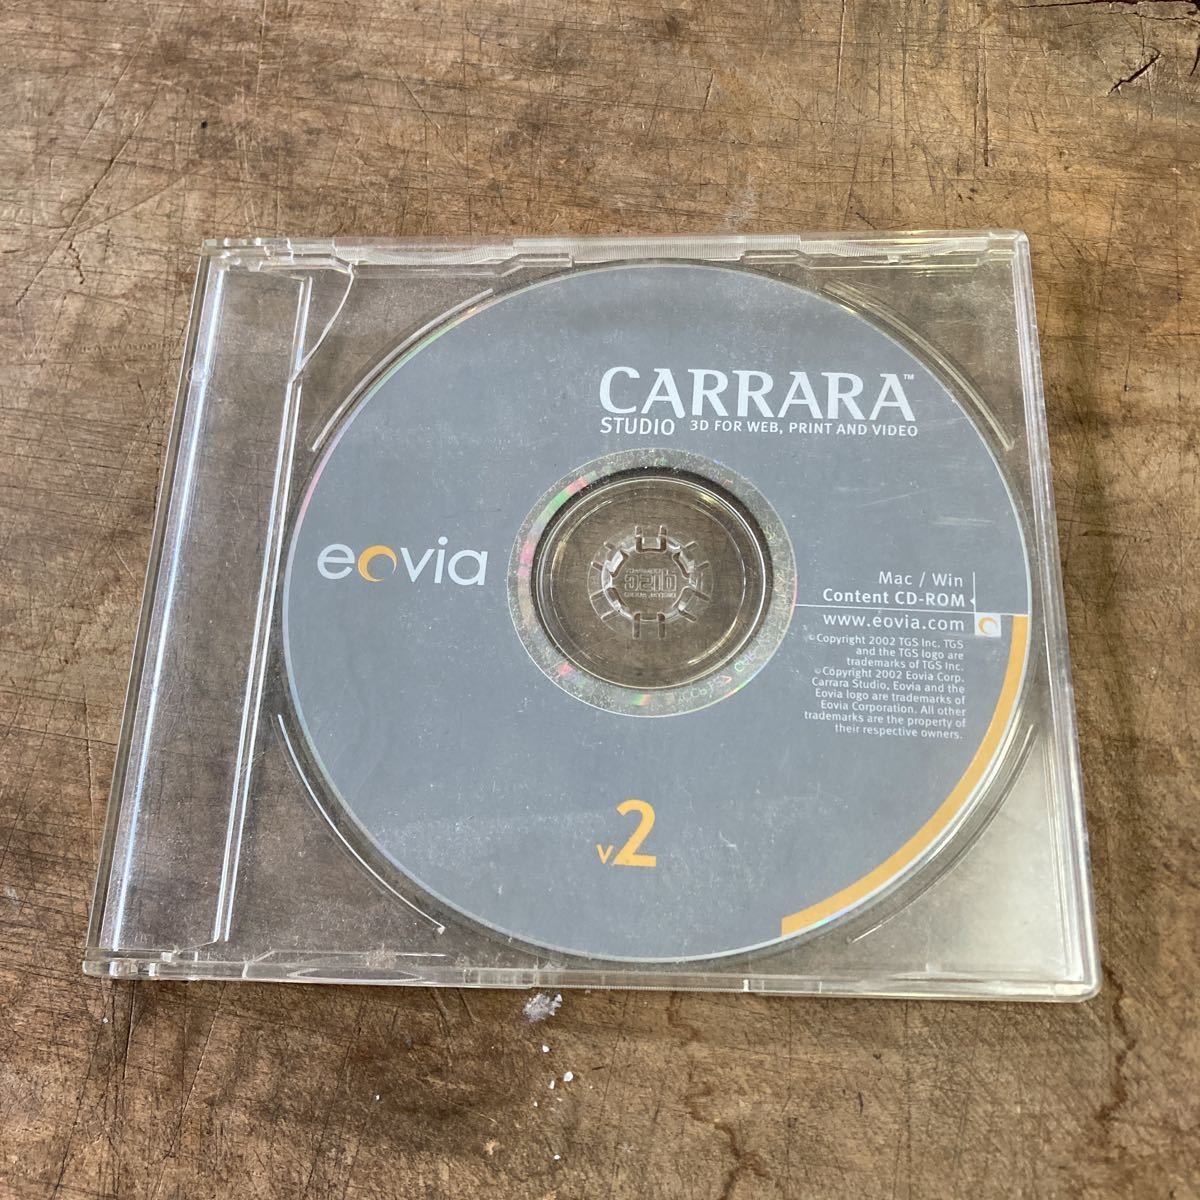 CARRARA™
STUDIO 3D FOR WEB, PRINT AND VIDEO
eovia
Mac / Win
Content CD-ROM
www.eovia.com
©Copyright 2002 TGS Inc. TGS
and the TGS logo are
trademarks of TGS Inc.
©Copyright 2002 Eovia Corp.
Carrara Studio, Eovia and the
Eovia logo are trademarks of
Eovia Corporation. All other
trademarks are the property of
their respective owners.
v2